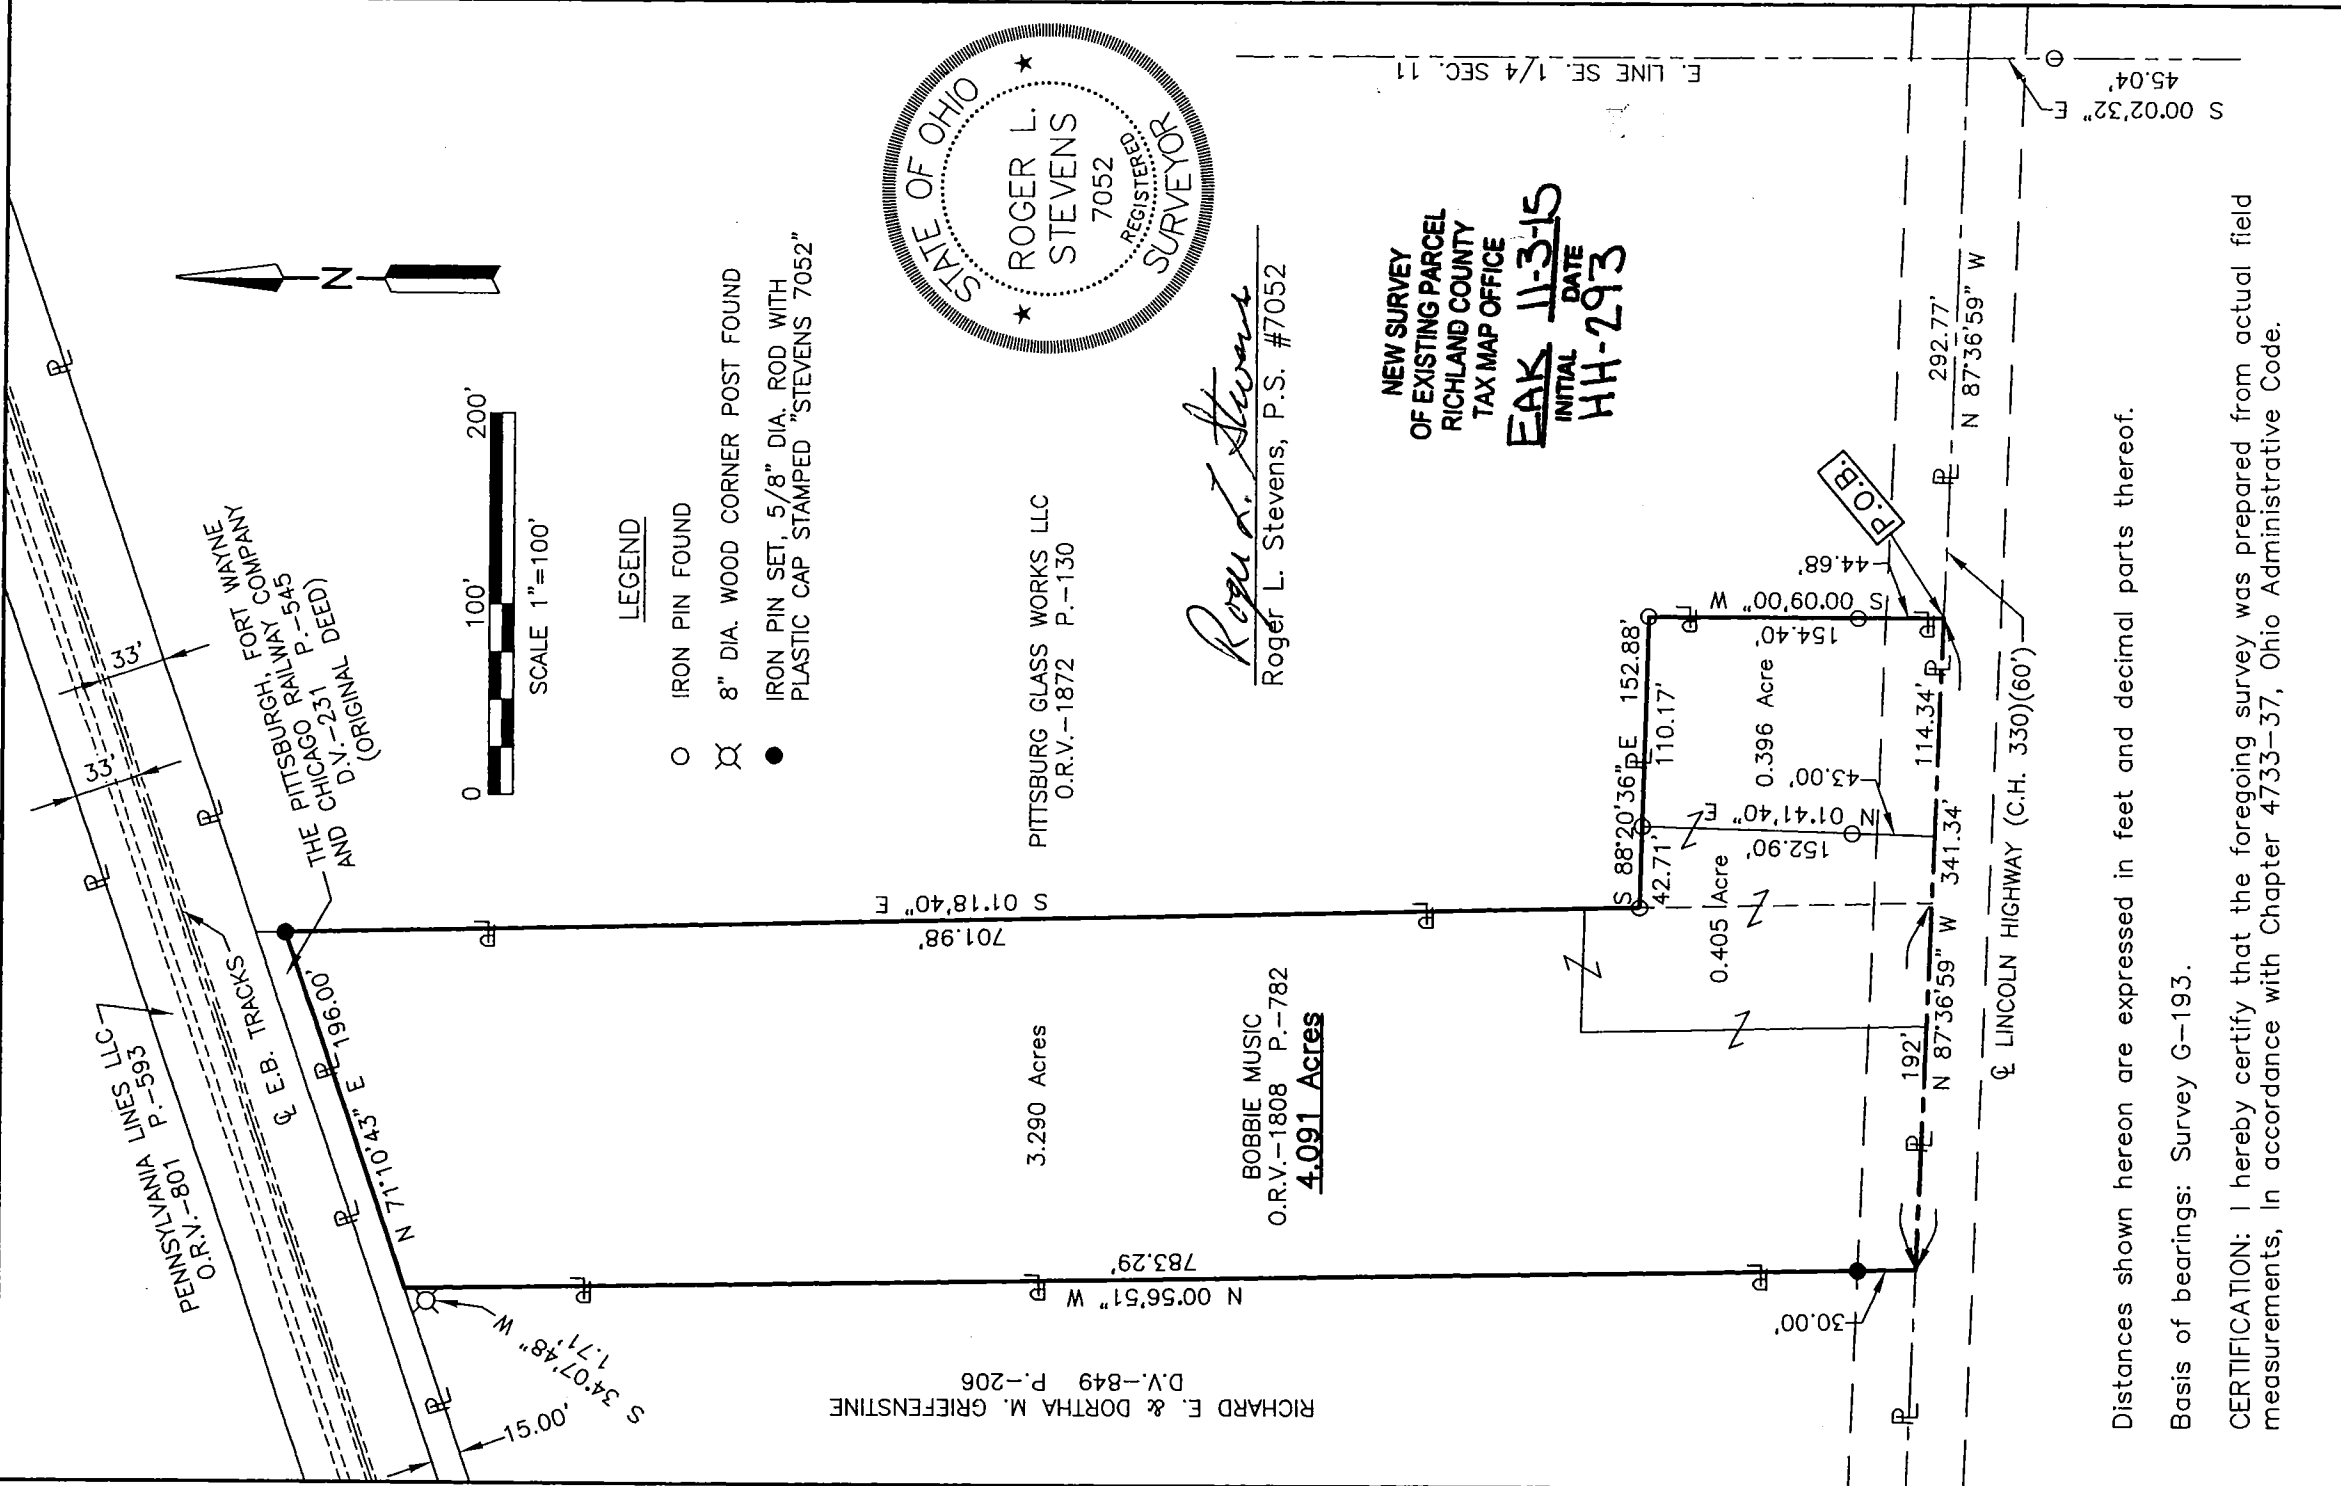 PENNSYLVANIA LINES LLC
O.R.V.-801 P.-593
℄ E.B. TRACKS
33'
33'
THE PITTSBURGH, FORT WAYNE
AND CHICAGO RAILWAY COMPANY
D.V.-231 P.-545
(ORIGINAL DEED)
N
0 100' 200'
SCALE 1"=100'
LEGEND
IRON PIN FOUND
8" DIA. WOOD CORNER POST FOUND
IRON PIN SET, 5/8" DIA. ROD WITH
PLASTIC CAP STAMPED "STEVENS 7052"
STATE OF OHIO
ROGER L.
STEVENS
7052
REGISTERED
SURVEYOR
PITTSBURG GLASS WORKS LLC
O.R.V.-1872 P.-130
Roger L. Stevens
Roger L. Stevens, P.S. #7052
NEW SURVEY
OF EXISTING PARCEL
RICHLAND COUNTY
TAX MAP OFFICE
EAK 11-3-15
INITIAL DATE
HH-293
E. LINE SE. 1/4 SEC. 11
S 00°02'32" E
45.04'
N 71°10'43" E 196.00'
S 34°07'48" W
1.71'
15.00'
S 01°18'40" E
701.98'
3.290 Acres
BOBBIE MUSIC
O.R.V.-1808 P.-782
4.091 Acres
N 00°56'51" W
783.29'
RICHARD E. & DORTHA M. GRIEFENSTINE
D.V.-849 P.-206
30.00'
S 88°20'36" E 152.88'
42.71' 110.17'
0.405 Acre
0.396 Acre
N 01°41'40" E
152.90'
43.00'
S 00°09'00" W
154.40'
44.68'
P.O.B.
192' 341.34' 114.34'
N 87°36'59" W
292.77'
N 87°36'59" W
℄ LINCOLN HIGHWAY (C.H. 330)(60')
Distances shown hereon are expressed in feet and decimal parts thereof.
Basis of bearings: Survey G-193.
CERTIFICATION: I hereby certify that the foregoing survey was prepared from actual field
measurements, In accordance with Chapter 4733-37, Ohio Administrative Code.